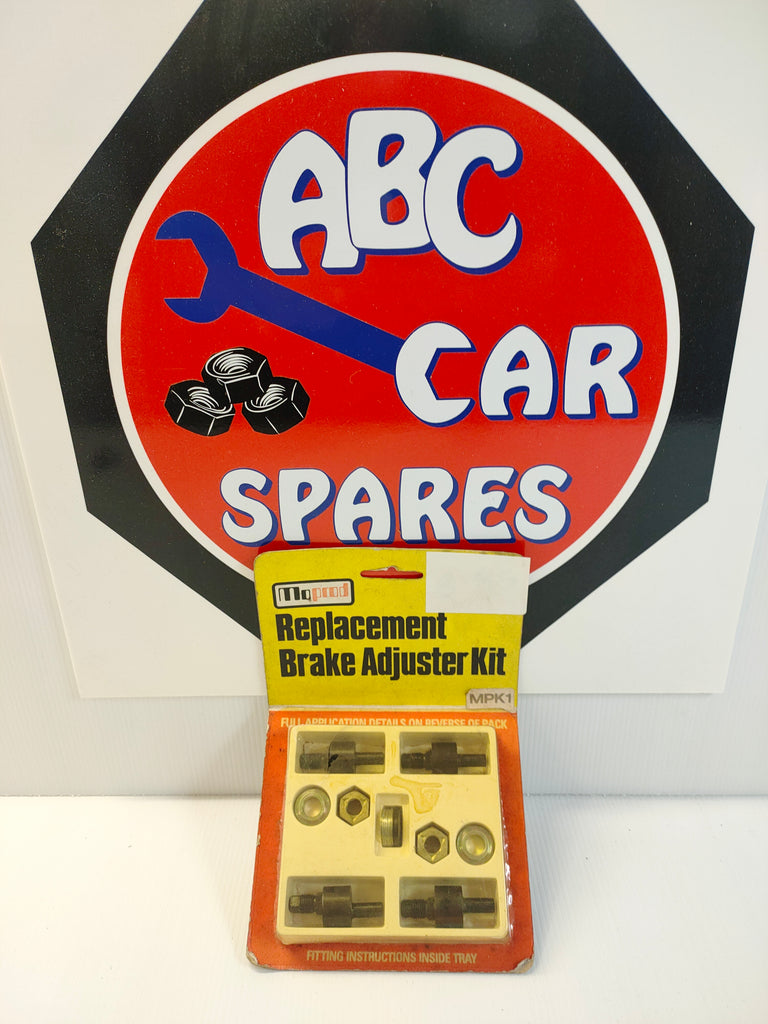 ABC
CAR
SPARES
Moprod
Replacement
Brake Adjuster Kit
MPK1
FULL APPLICATION DETAILS ON REVERSE OF PACK
FITTING INSTRUCTIONS INSIDE TRAY